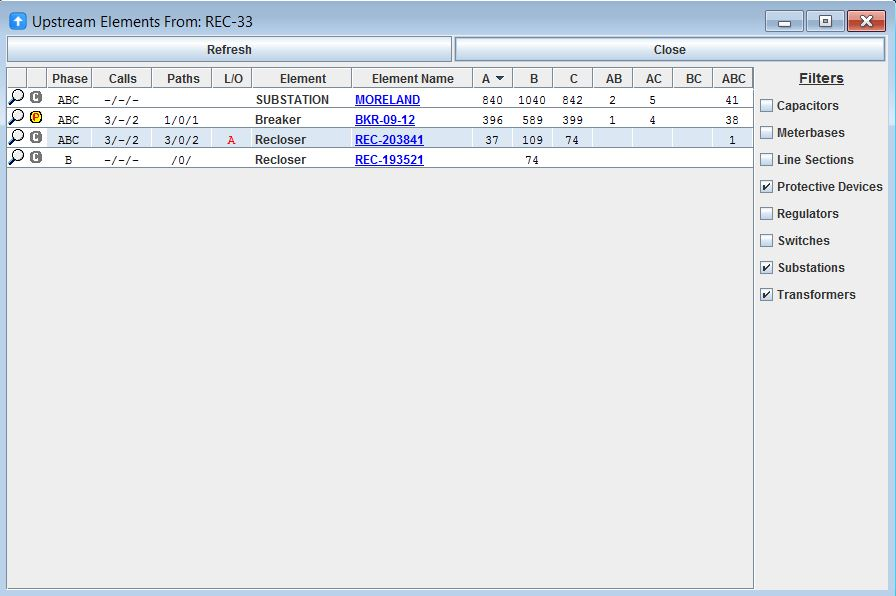 Upstream Elements From: REC-33
Refresh Close
Phase Calls Paths L/O Element Element Name A B C AB AC BC ABC
C ABC -/-/- SUBSTATION MORELAND 840 1040 842 2 5 41
P ABC 3/-/2 1/0/1 Breaker BKR-09-12 396 589 399 1 4 38
C ABC 3/-/2 3/0/2 A Recloser REC-203841 37 109 74 1
C B -/-/- /0/ Recloser REC-193521 74
Filters
Capacitors
Meterbases
Line Sections
Protective Devices
Regulators
Switches
Substations
Transformers